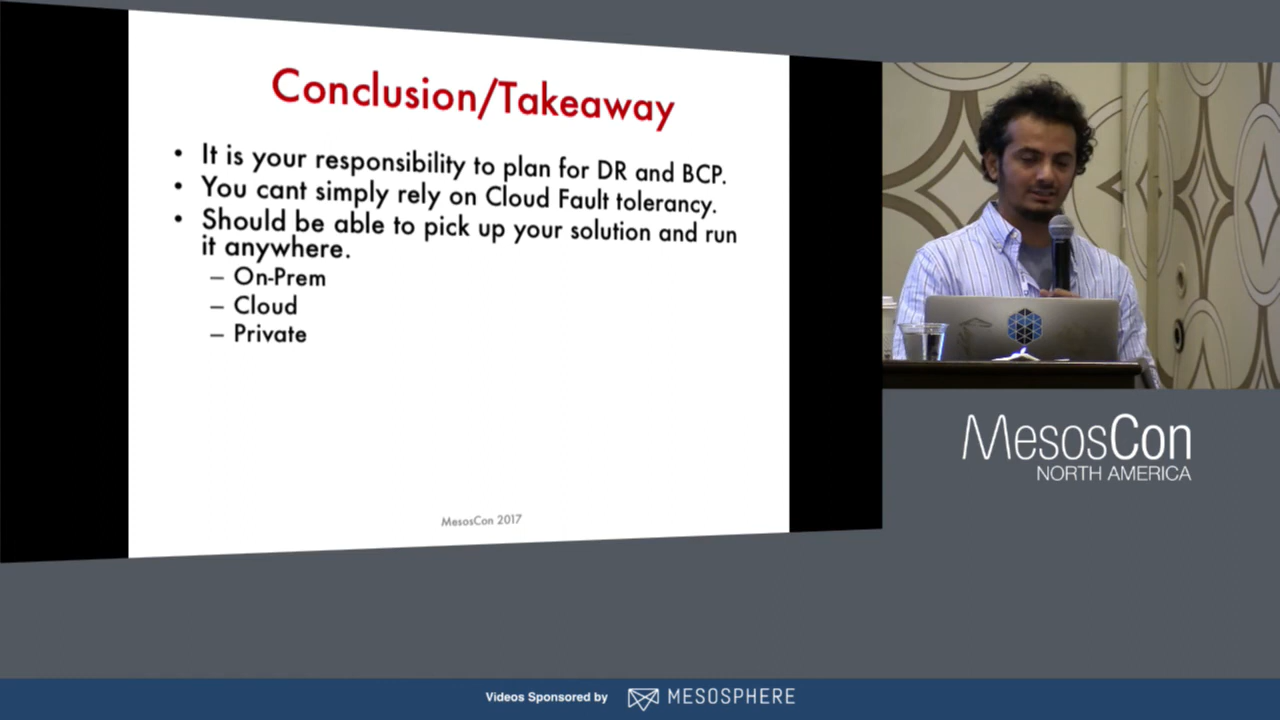 Conclusion/Takeaway
• It is your responsibility to plan for DR and BCP.
• You cant simply rely on Cloud Fault tolerancy.
• Should be able to pick up your solution and run
it anywhere.
– On-Prem
– Cloud
– Private
MesosCon 2017
MesosCon
NORTH AMERICA
Videos Sponsored by MESOSPHERE